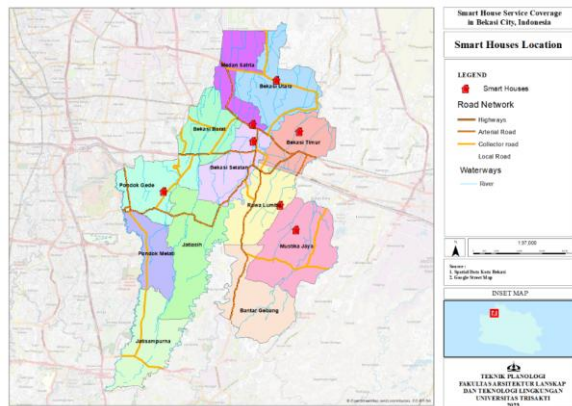 Smart House Service Coverage
in Bekasi City, Indonesia
Smart Houses Location
LEGEND
Smart Houses
Road Network
Highways
Arterial Road
Collector road
Local Road
Waterways
River
1:97,000
Source :
1. Spatial Data Kota Bekasi
2. Google Street Map
INSET MAP
TEKNIK PLANOLOGI
FAKULTAS ARSITEKTUR LANSKAP
DAN TEKNOLOGI LINGKUNGAN
UNIVERSITAS TRISAKTI
2023
Medan Satria
Bekasi Utara
Bekasi Barat
Bekasi Timur
Bekasi Selatan
Pondok Gede
Rawa Lumbu
Mustika Jaya
Jatiasih
Pondok Melati
Bantar Gebang
Jatisampurna